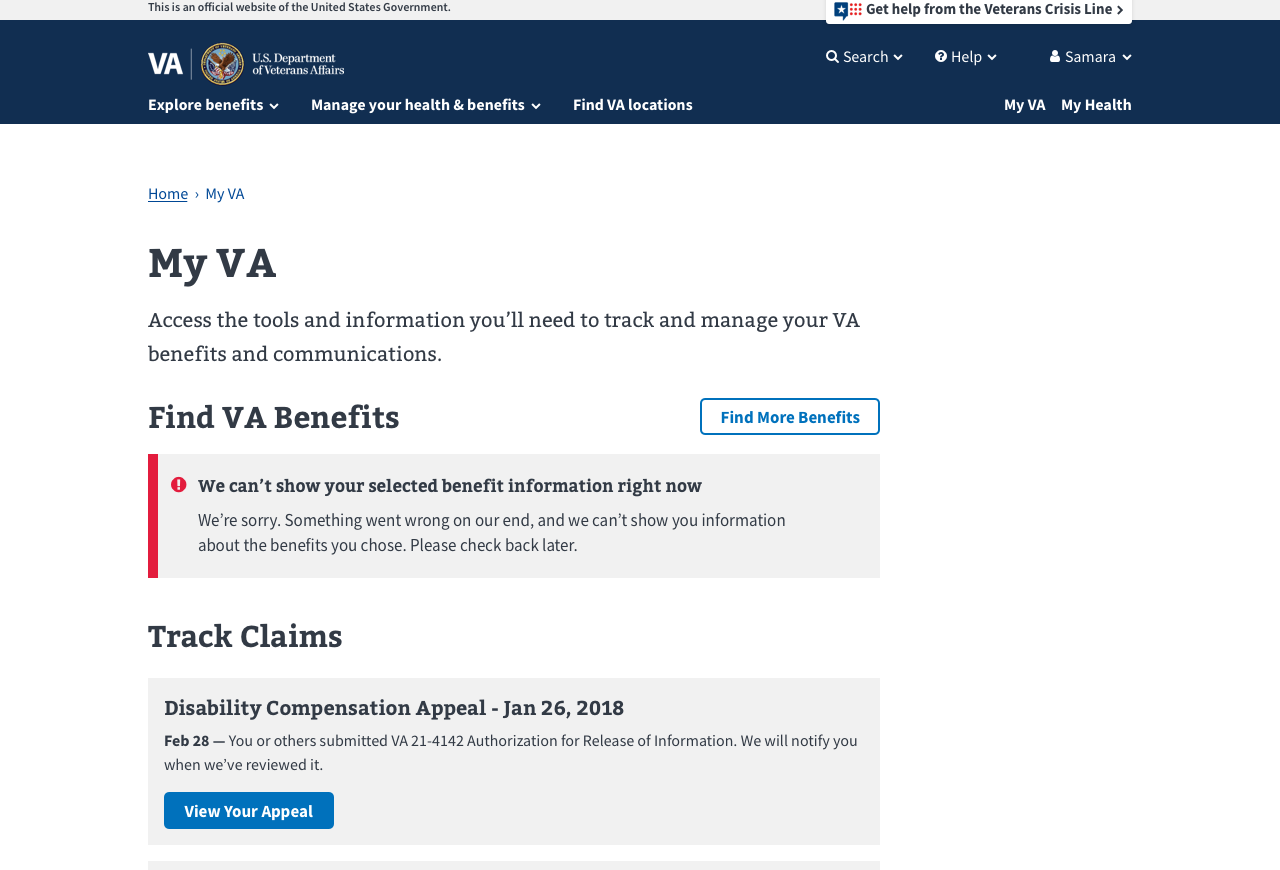 This is an official website of the United States Government.
Get help from the Veterans Crisis Line
VA
U.S. Department
of Veterans Affairs
Search
Help
Samara
Explore benefits
Manage your health & benefits
Find VA locations
My VA
My Health
Home › My VA
My VA
Access the tools and information you’ll need to track and manage your VA
benefits and communications.
Find VA Benefits
Find More Benefits
We can’t show your selected benefit information right now
We’re sorry. Something went wrong on our end, and we can’t show you information
about the benefits you chose. Please check back later.
Track Claims
Disability Compensation Appeal - Jan 26, 2018
Feb 28 — You or others submitted VA 21-4142 Authorization for Release of Information. We will notify you
when we’ve reviewed it.
View Your Appeal